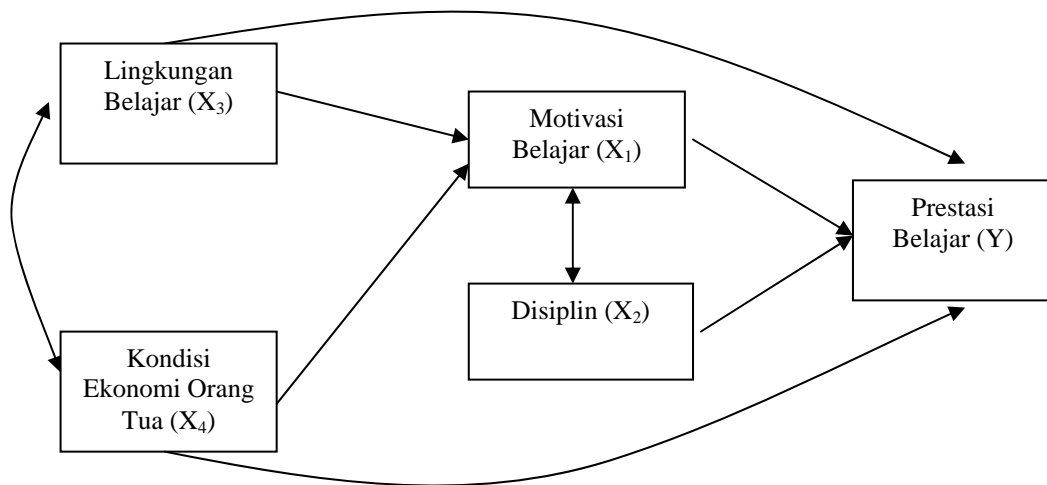 Lingkungan
Belajar (X₃)
Motivasi
Belajar (X₁)
Prestasi
Belajar (Y)
Disiplin (X₂)
Kondisi
Ekonomi Orang
Tua (X₄)